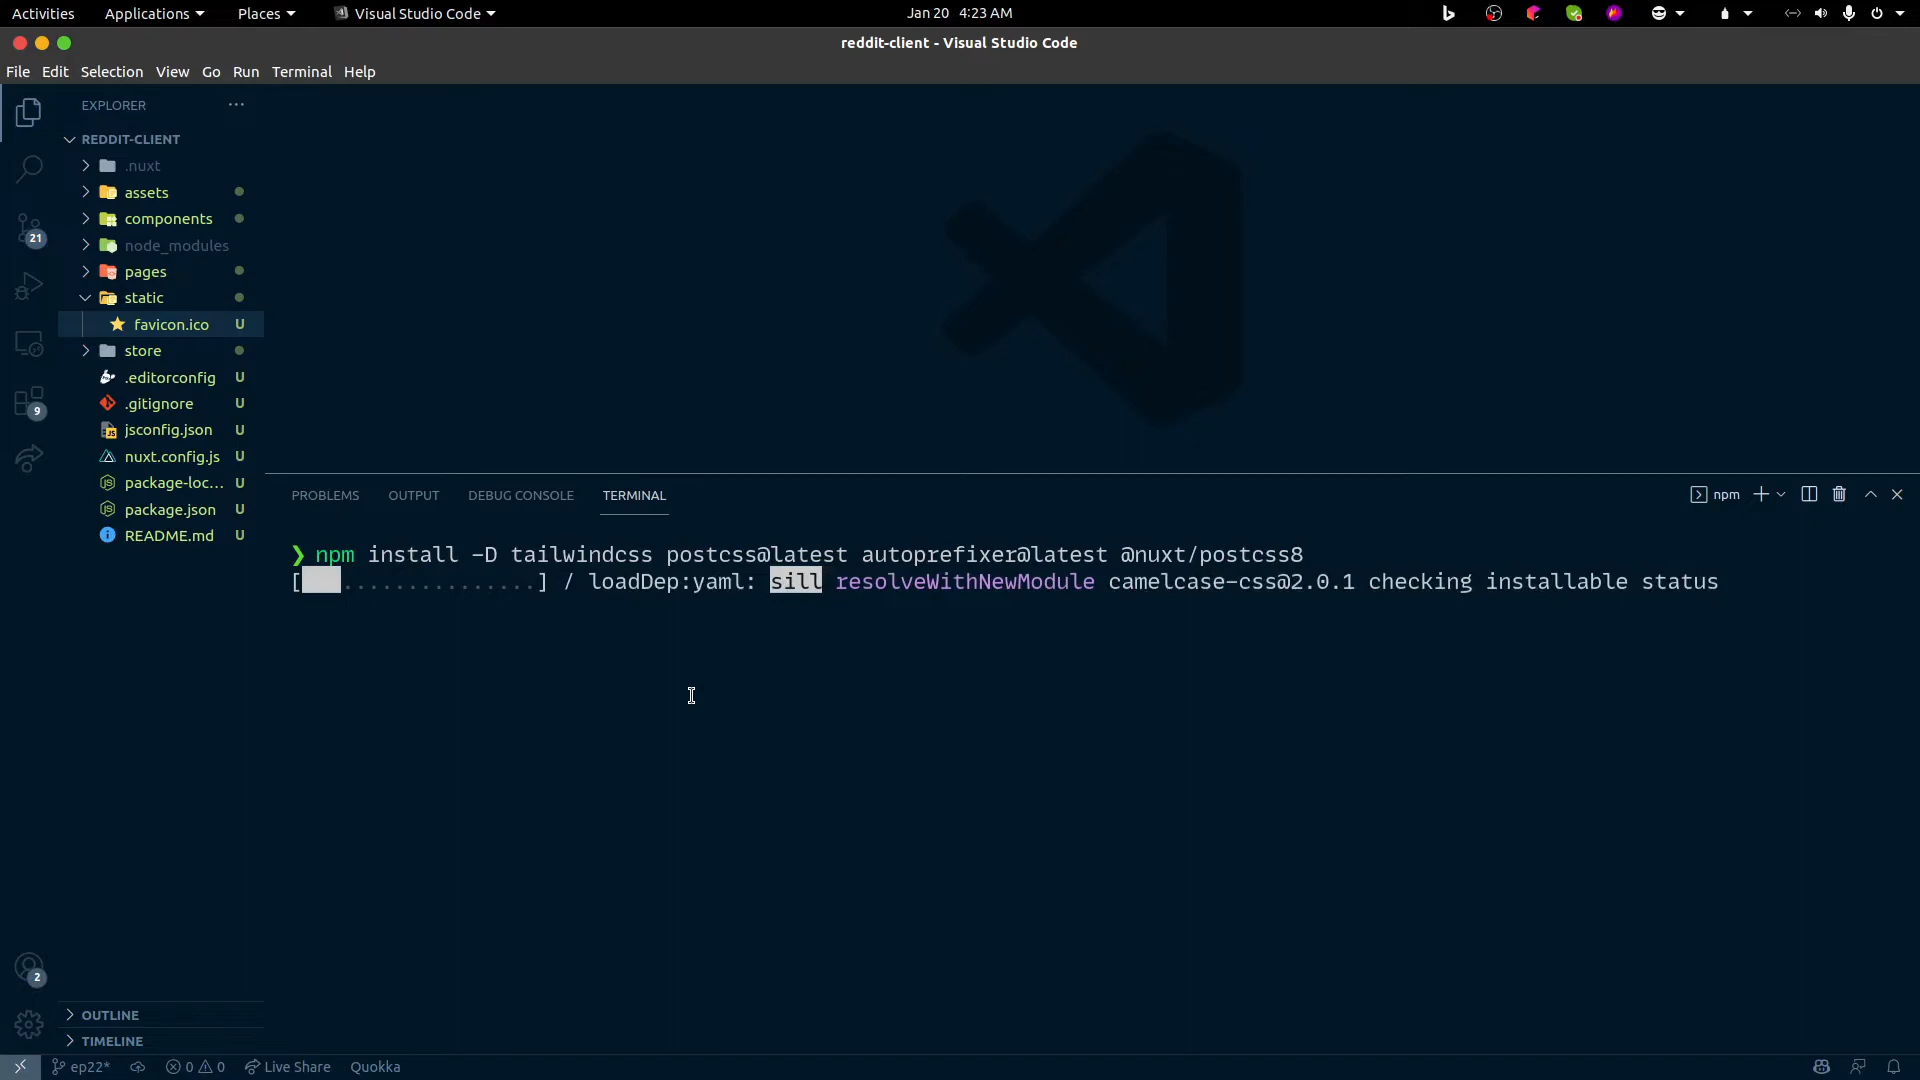 Activities Applications Places Visual Studio Code Jan 20 4:23 AM
reddit-client - Visual Studio Code
File Edit Selection View Go Run Terminal Help
EXPLORER
REDDIT-CLIENT
.nuxt
assets
components
node_modules
pages
static
favicon.ico U
store
.editorconfig U
.gitignore U
jsconfig.json U
nuxt.config.js U
package-loc... U
package.json U
README.md U
21
9
2
PROBLEMS OUTPUT DEBUG CONSOLE TERMINAL npm
❯ npm install -D tailwindcss postcss@latest autoprefixer@latest @nuxt/postcss8
[ ...............] / loadDep:yaml: sill resolveWithNewModule camelcase-css@2.0.1 checking installable status
OUTLINE
TIMELINE
ep22* 0 0 Live Share Quokka